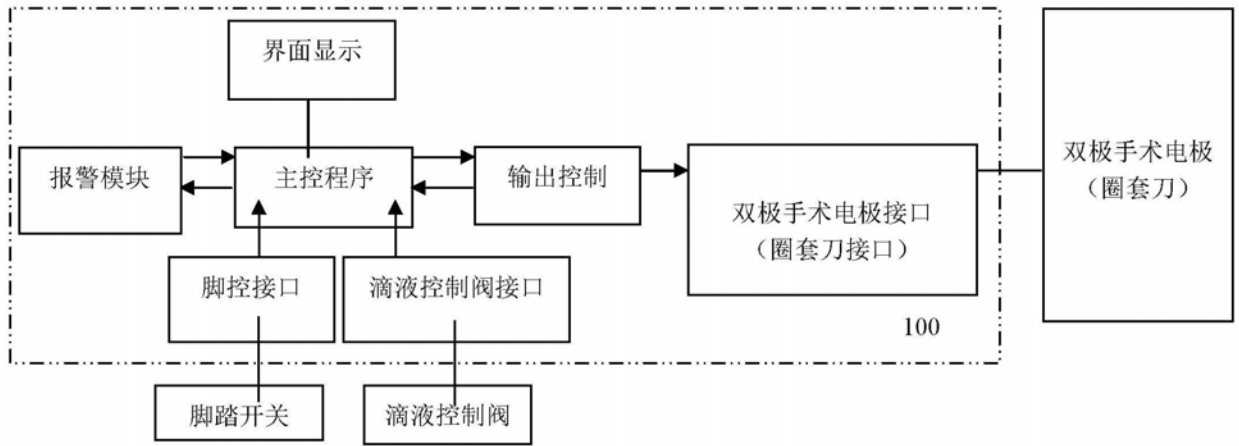 界面显示
报警模块
主控程序
输出控制
双极手术电极接口
（圈套刀接口）
双极手术电极
（圈套刀）
脚控接口
滴液控制阀接口
100
脚踏开关
滴液控制阀